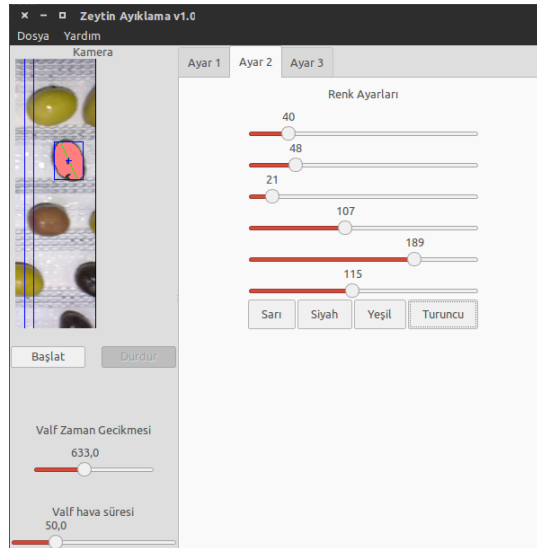 Zeytin Ayıklama v1.0
Dosya Yardım
Kamera
Ayar 1 Ayar 2 Ayar 3
Renk Ayarları
40
48
21
107
189
115
Sarı Siyah Yeşil Turuncu
Başlat Durdur
Valf Zaman Gecikmesi
633,0
Valf hava süresi
50,0